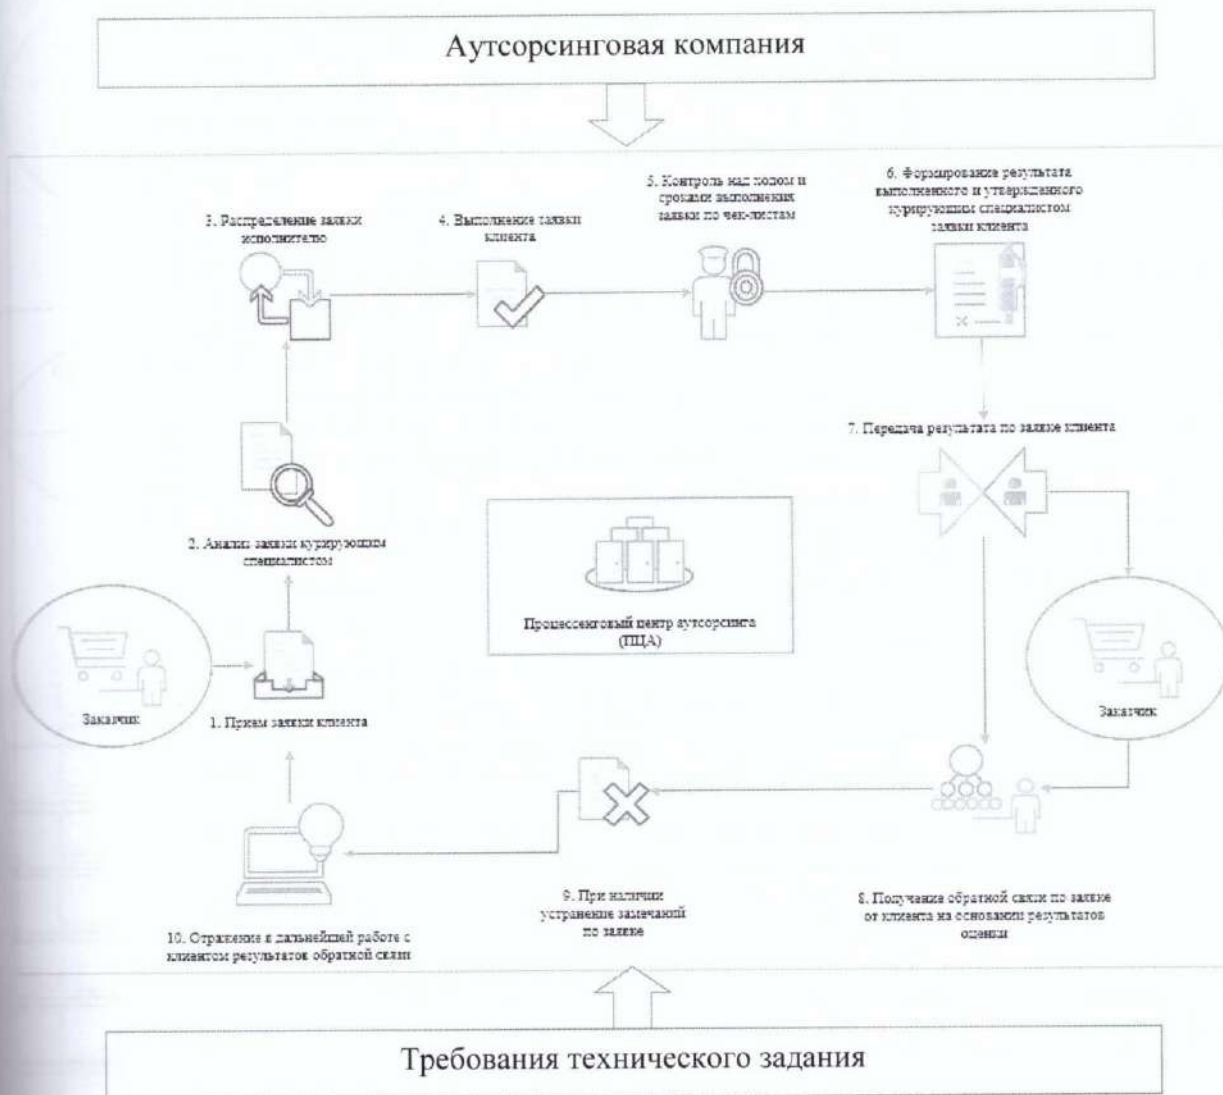 Аутсорсинговая компания
3. Распределение заявки
исполнителю
4. Выполнение заявки
клиента
5. Контроль над ходом и
сроками выполнения
заявки по чек-листам
6. Формирование результата
выполненного и утвержденного
курирующим специалистом
заявки клиента
7. Передача результата по заявке клиента
2. Анализ заявки курирующим
специалистом
Процессенговый центр аутсорсинга
(ПЦА)
Заказчик
1. Прием заявки клиента
Заказчик
9. При наличии
устранение замечаний
по заявке
8. Получение обратной связи по заявке
от клиента на основании результатов
оценки
10. Отражение в дальнейшей работе с
клиентом результатов обратной связи
Требования технического задания